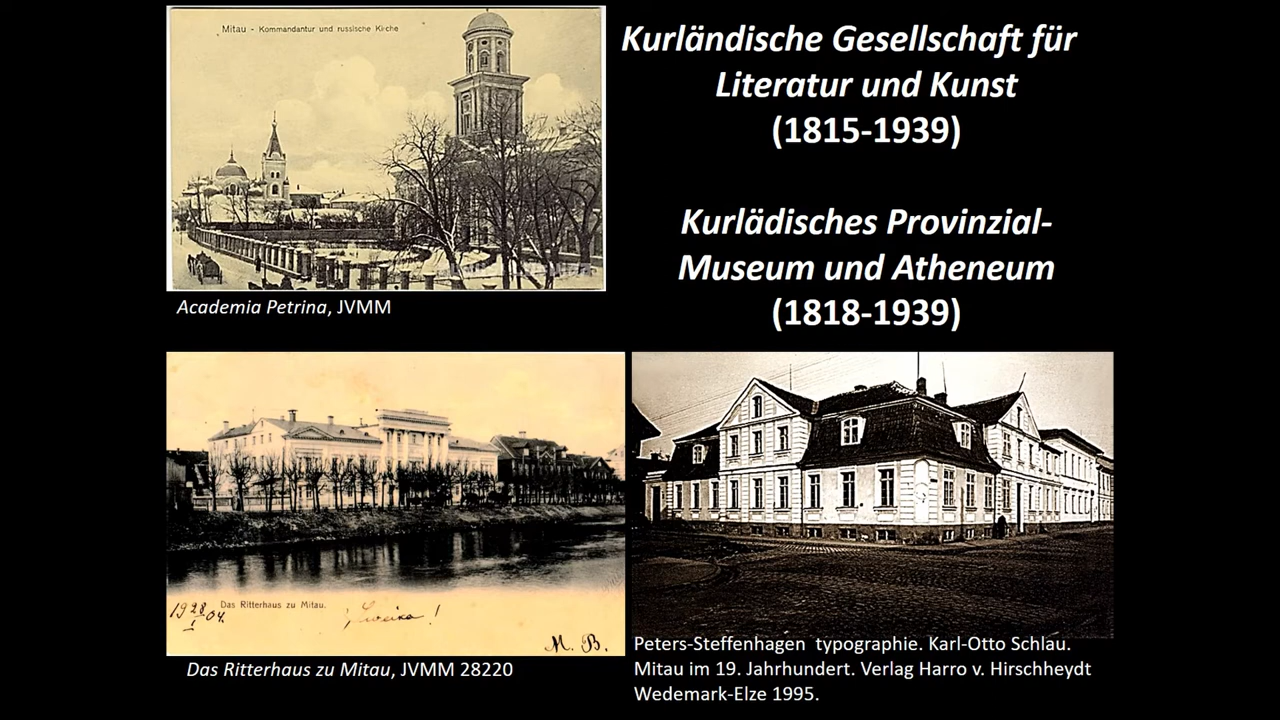 Mitau - Kommandantur und russische Kirche
Kurländische Gesellschaft für
Literatur und Kunst
(1815-1939)
Kurlädisches Provinzial-
Museum und Atheneum
(1818-1939)
Academia Petrina, JVMM
Das Ritterhaus zu Mitau.
1928/I 04.
M. B.
Das Ritterhaus zu Mitau, JVMM 28220
Peters-Steffenhagen typographie. Karl-Otto Schlau.
Mitau im 19. Jahrhundert. Verlag Harro v. Hirschheydt
Wedemark-Elze 1995.